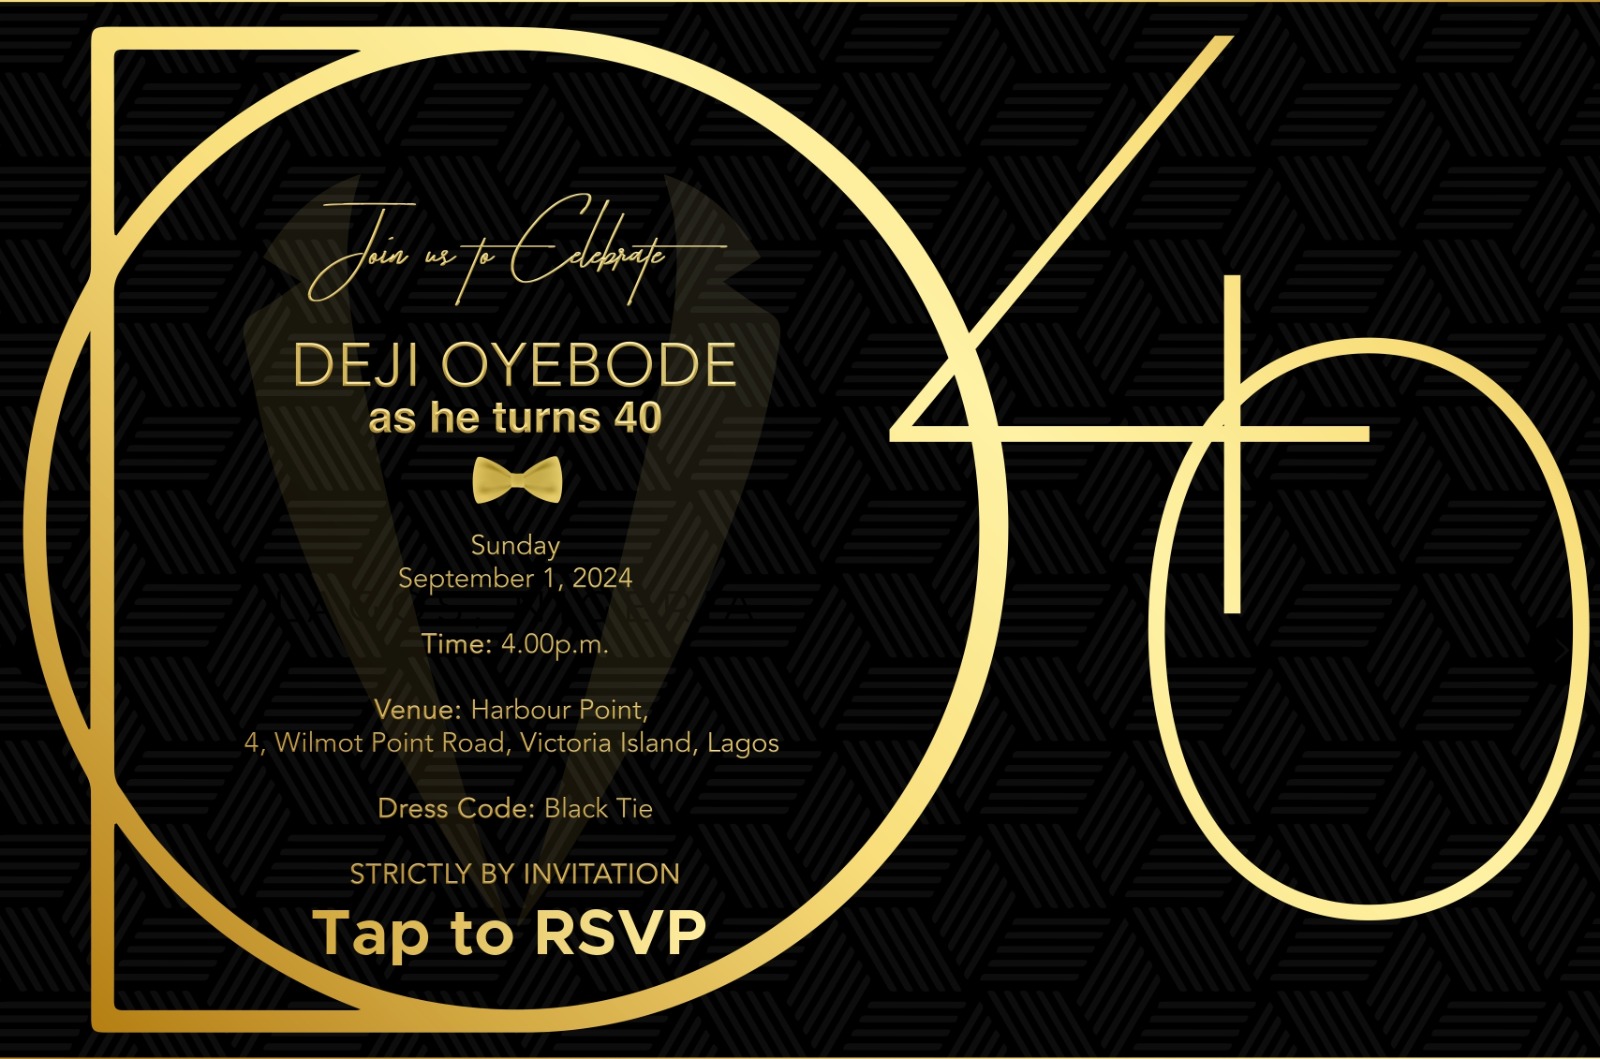 Join us to Celebrate
DEJI OYEBODE
as he turns 40
Sunday
September 1, 2024
LAGOS, NIGERIA
Time: 4.00p.m.
Venue: Harbour Point,
4, Wilmot Point Road, Victoria Island, Lagos
Dress Code: Black Tie
STRICTLY BY INVITATION
Tap to RSVP
D
40